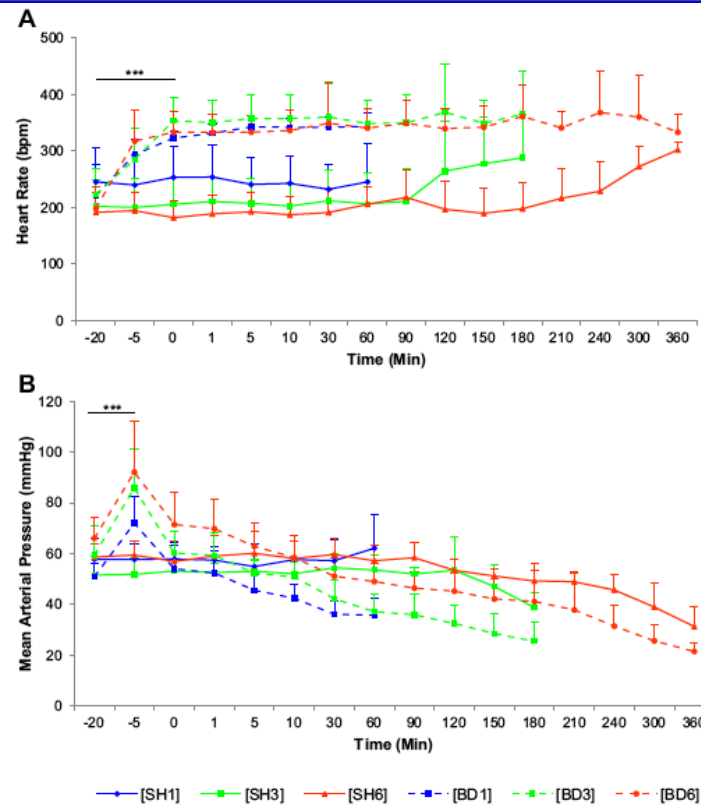 A
500
400
300
200
100
0
Heart Rate (bpm)
***
-20 -5 0 1 5 10 30 60 90 120 150 180 210 240 300 360
Time (Min)
B
120
100
80
60
40
20
0
Mean Arterial Pressure (mmHg)
***
-20 -5 0 1 5 10 30 60 90 120 150 180 210 240 300 360
Time (Min)
[SH1] [SH3] [SH6] [BD1] [BD3] [BD6]